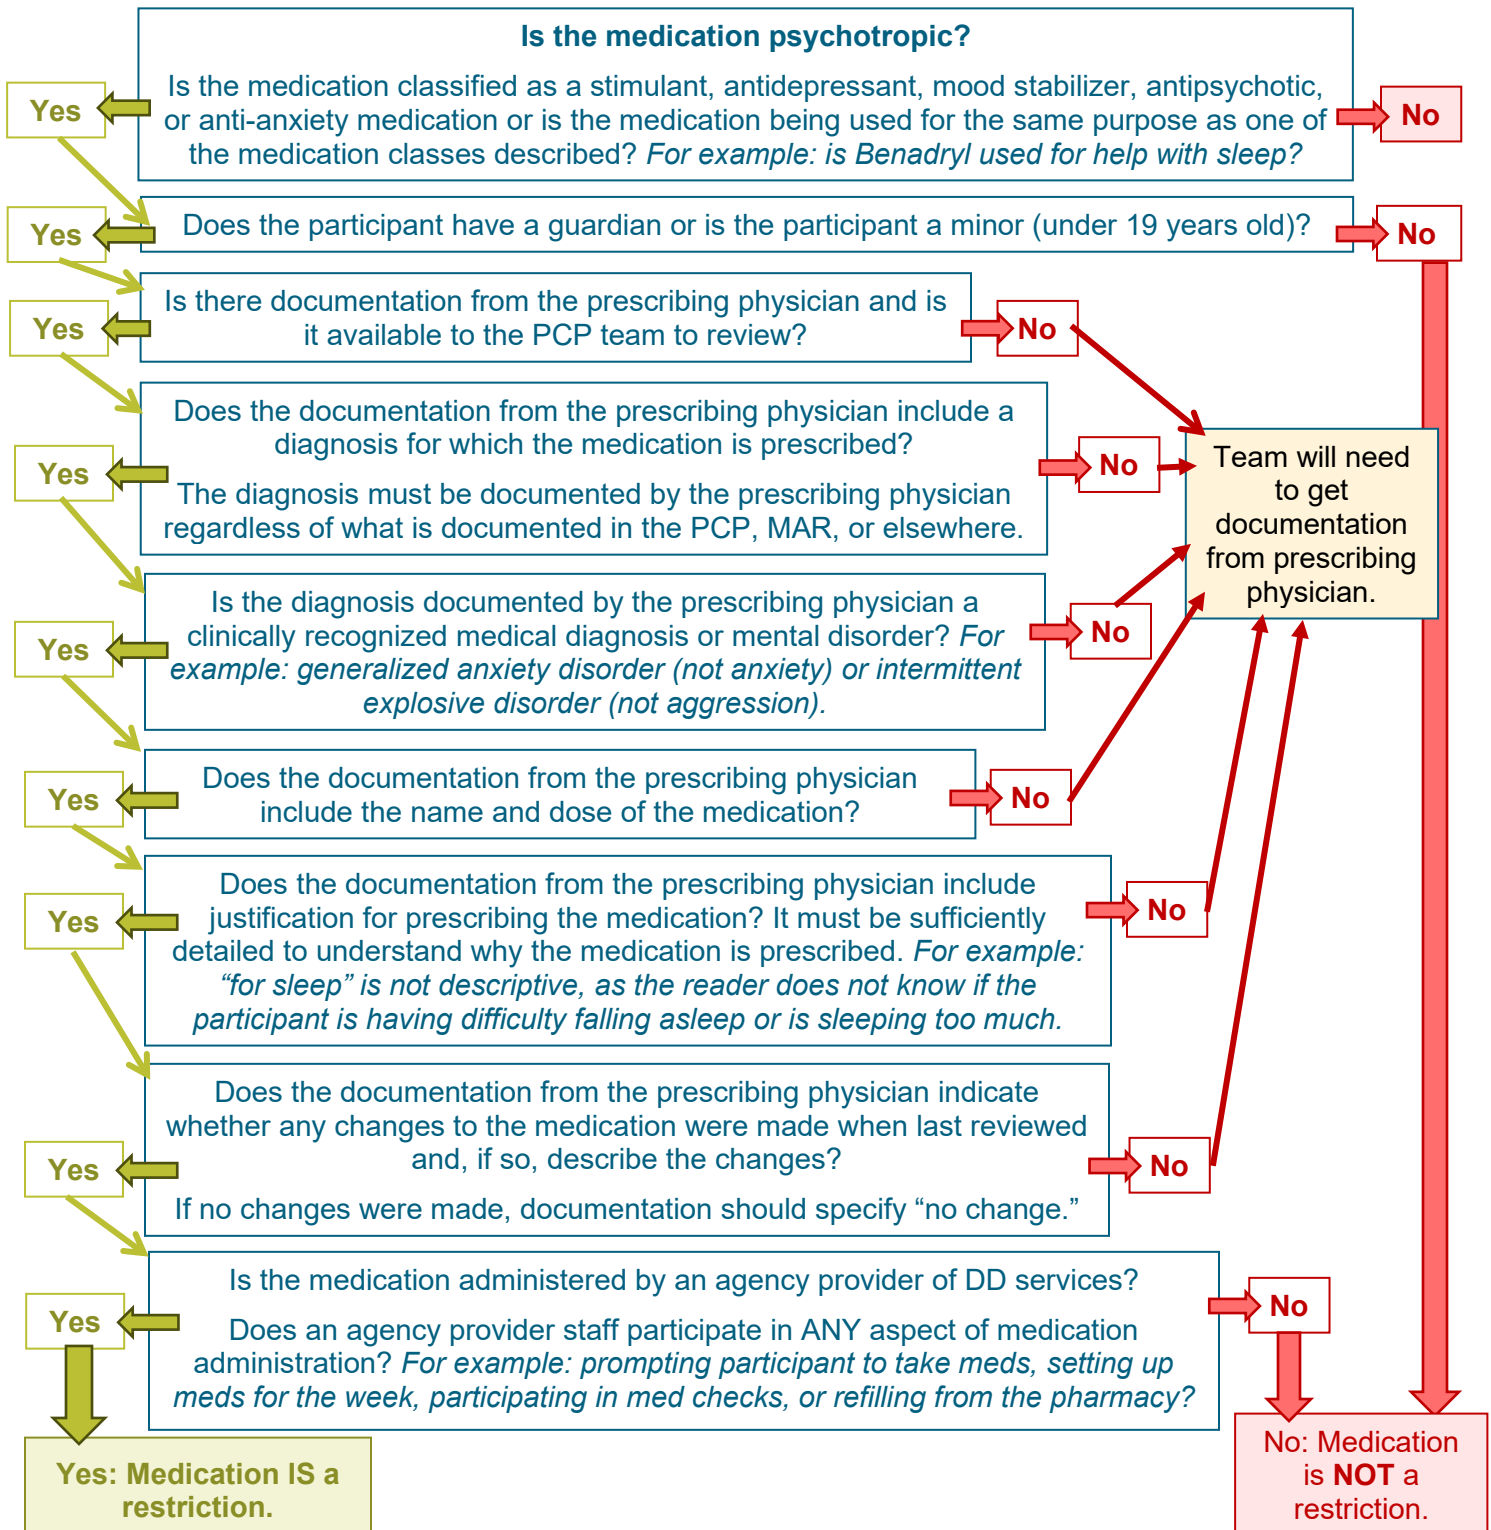 Is the medication psychotropic?
Is the medication classified as a stimulant, antidepressant, mood stabilizer, antipsychotic,
or anti-anxiety medication or is the medication being used for the same purpose as one of
the medication classes described? For example: is Benadryl used for help with sleep?
Yes
No
Does the participant have a guardian or is the participant a minor (under 19 years old)?
Yes
No
Is there documentation from the prescribing physician and is
it available to the PCP team to review?
Yes
No
Does the documentation from the prescribing physician include a
diagnosis for which the medication is prescribed?
The diagnosis must be documented by the prescribing physician
regardless of what is documented in the PCP, MAR, or elsewhere.
Yes
No
Team will need
to get
documentation
from prescribing
physician.
Is the diagnosis documented by the prescribing physician a
clinically recognized medical diagnosis or mental disorder? For
example: generalized anxiety disorder (not anxiety) or intermittent
explosive disorder (not aggression).
Yes
No
Does the documentation from the prescribing physician
include the name and dose of the medication?
Yes
No
Does the documentation from the prescribing physician include
justification for prescribing the medication? It must be sufficiently
detailed to understand why the medication is prescribed. For example:
“for sleep” is not descriptive, as the reader does not know if the
participant is having difficulty falling asleep or is sleeping too much.
Yes
No
Does the documentation from the prescribing physician indicate
whether any changes to the medication were made when last reviewed
and, if so, describe the changes?
If no changes were made, documentation should specify “no change.”
Yes
No
Is the medication administered by an agency provider of DD services?
Does an agency provider staff participate in ANY aspect of medication
administration? For example: prompting participant to take meds, setting up
meds for the week, participating in med checks, or refilling from the pharmacy?
Yes
No
Yes: Medication IS a
restriction.
No: Medication
is NOT a
restriction.